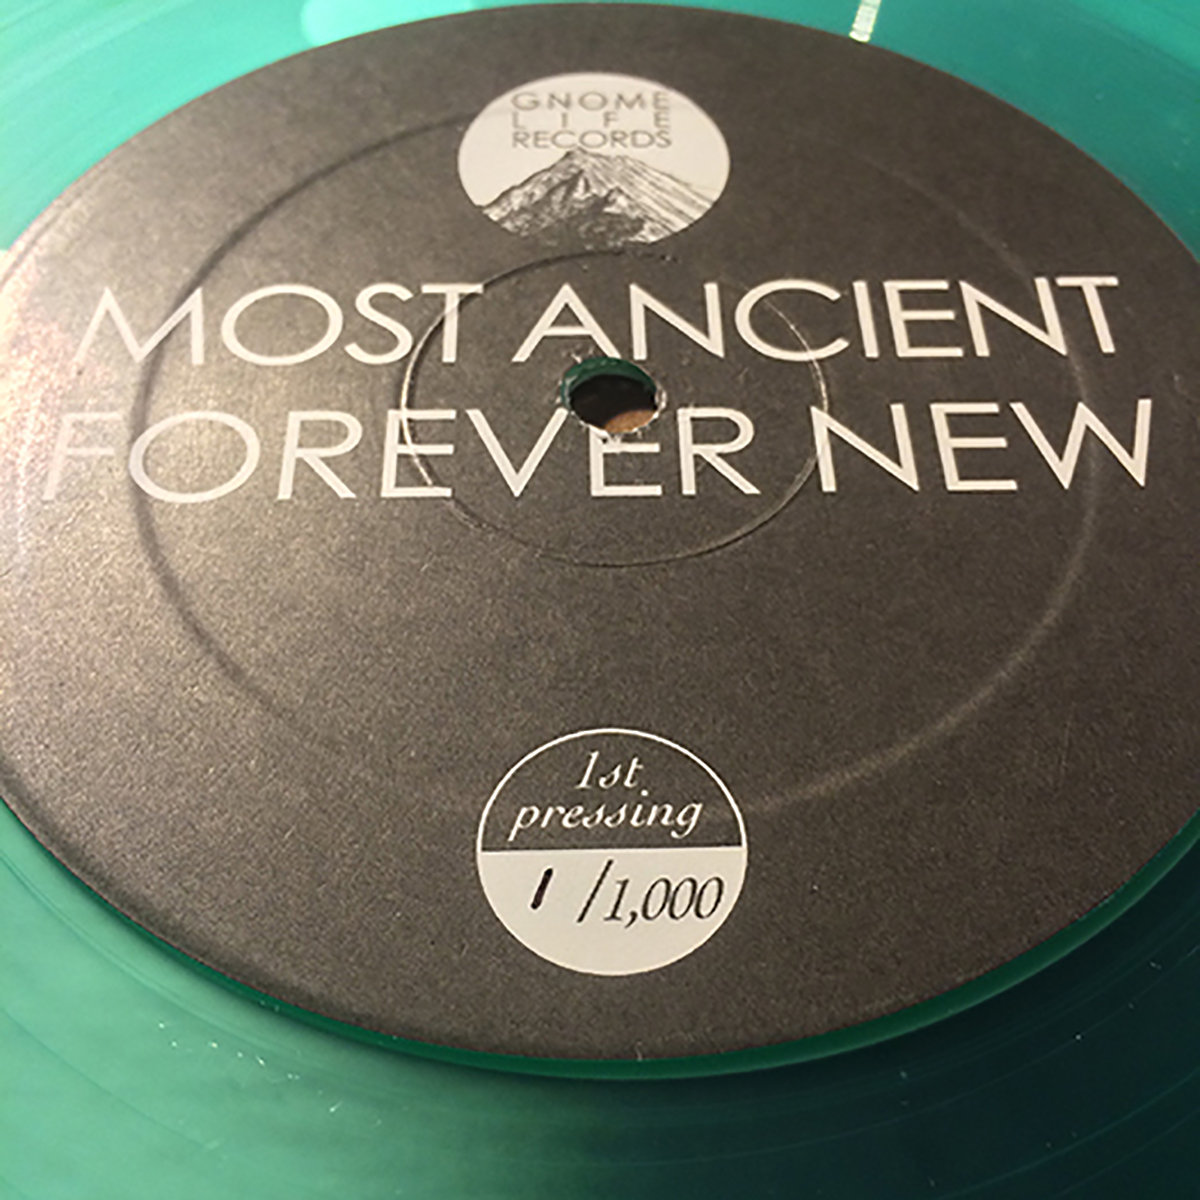 GNOME
LIFE
RECORDS
MOST ANCIENT
FOREVER NEW
1st
pressing
1 /1,000